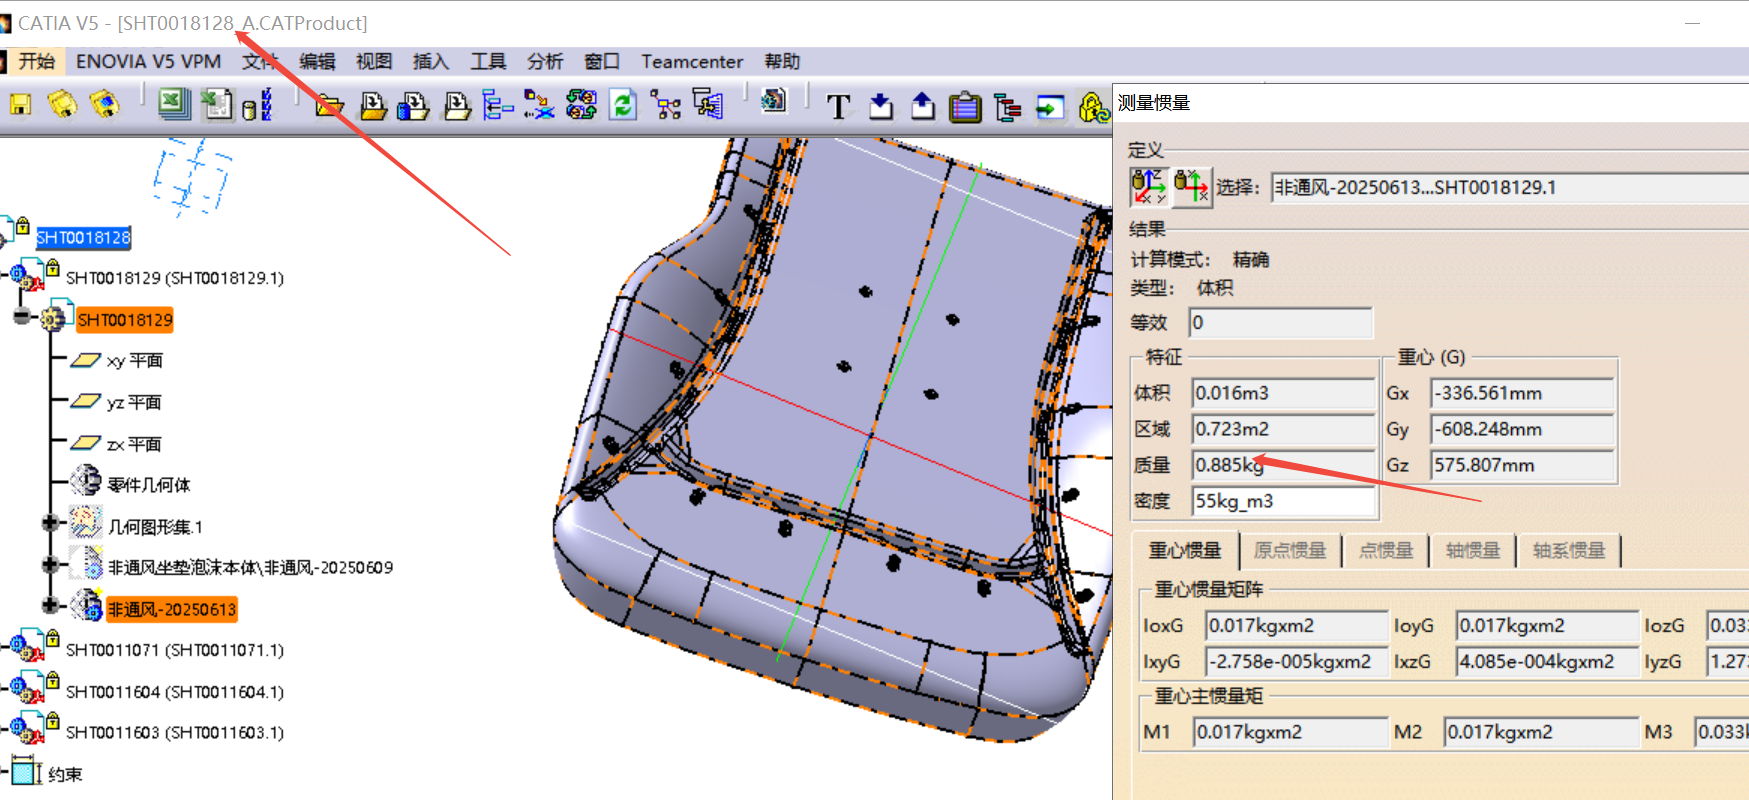 CATIA V5 - [SHT0018128_A.CATProduct]
开始 ENOVIA V5 VPM 文件 编辑 视图 插入 工具 分析 窗口 Teamcenter 帮助
SHT0018128
SHT0018129 (SHT0018129.1)
SHT0018129
xy 平面
yz 平面
zx 平面
零件几何体
几何图形集.1
非通风坐垫泡沫本体\非通风-20250609
非通风-20250613
SHT0011071 (SHT0011071.1)
SHT0011604 (SHT0011604.1)
SHT0011603 (SHT0011603.1)
约束
测量惯量
定义
选择: 非通风-20250613...SHT0018129.1
结果
计算模式: 精确
类型: 体积
等效 0
特征 重心 (G)
体积 0.016m3 Gx -336.561mm
区域 0.723m2 Gy -608.248mm
质量 0.885kg Gz 575.807mm
密度 55kg_m3
重心惯量 原点惯量 点惯量 轴惯量 轴系惯量
重心惯量矩阵
IoxG 0.017kgxm2 IoyG 0.017kgxm2 IozG 0.03
IxyG -2.758e-005kgxm2 IxzG 4.085e-004kgxm2 IyzG 1.27
重心主惯量矩
M1 0.017kgxm2 M2 0.017kgxm2 M3 0.033